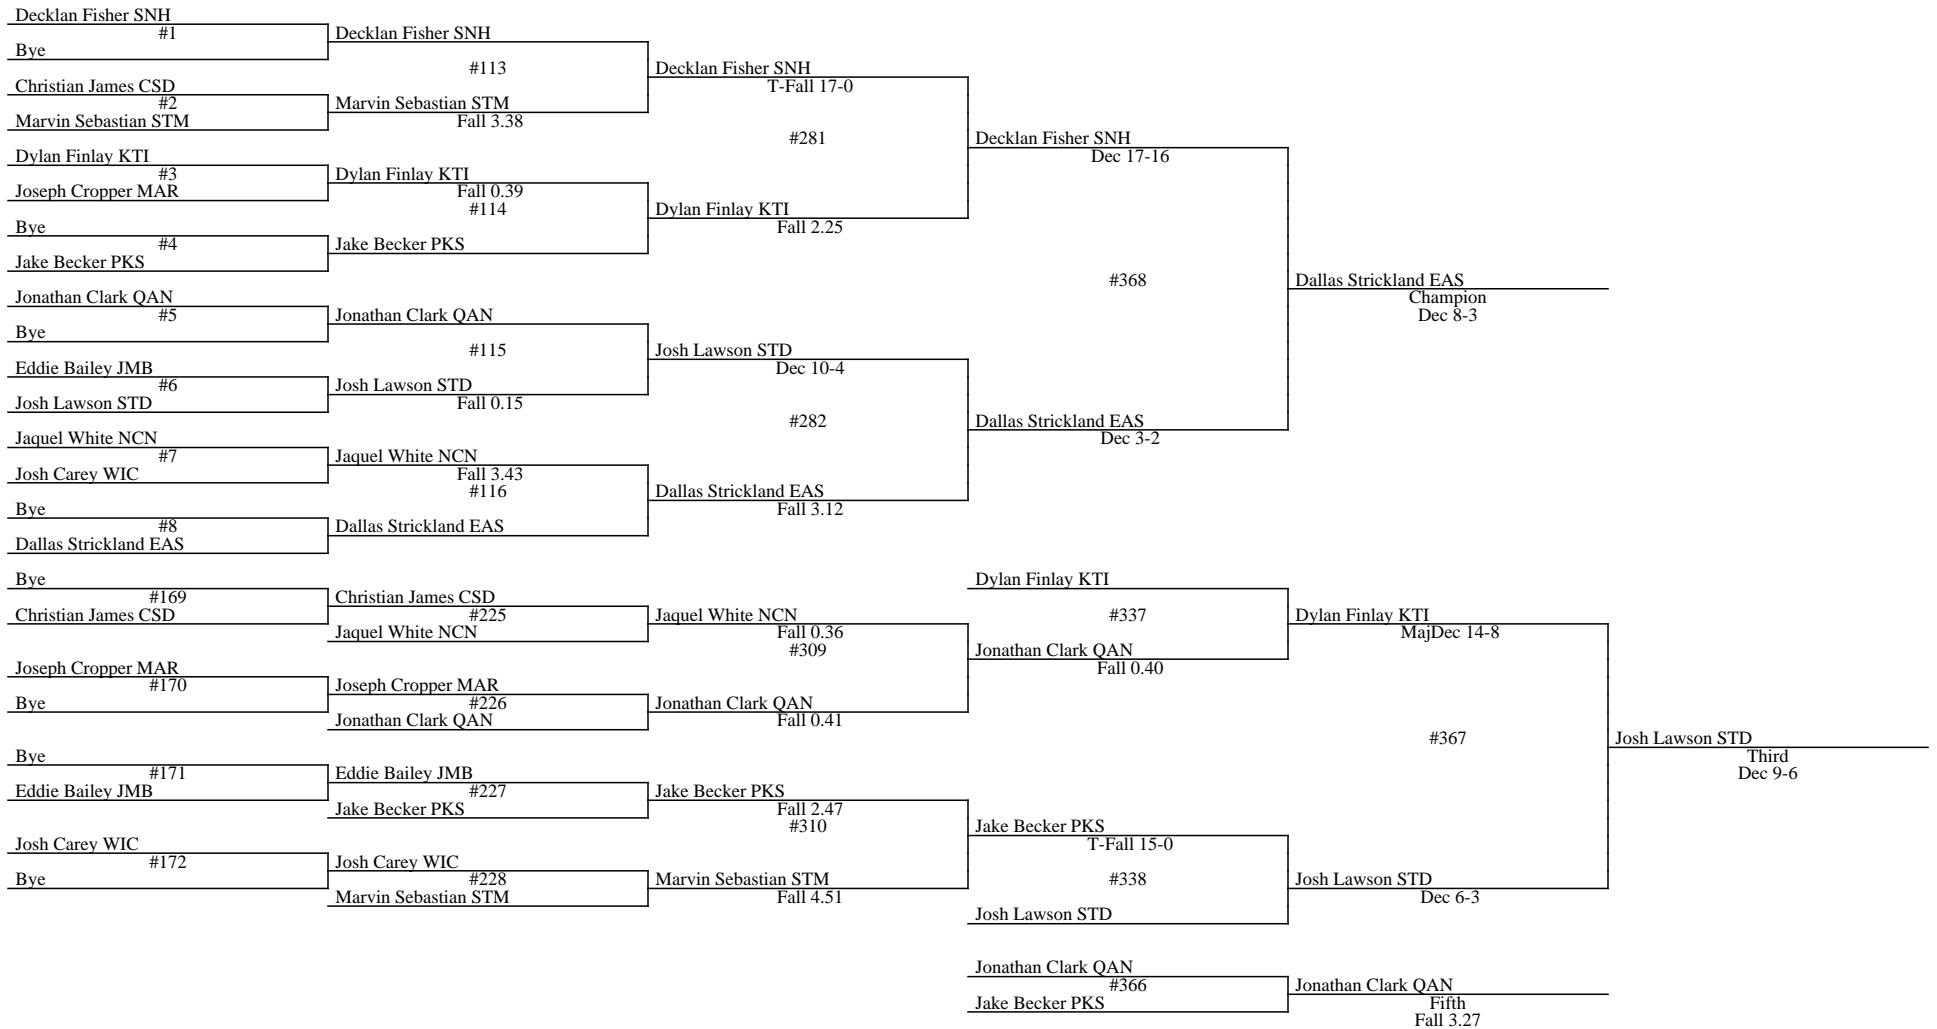 Decklan Fisher SNH
#1
Bye
Decklan Fisher SNH
#113
Christian James CSD
#2
Marvin Sebastian STM
Marvin Sebastian STM
Fall 3.38
Decklan Fisher SNH
T-Fall 17-0
#281
Dylan Finlay KTI
#3
Joseph Cropper MAR
Dylan Finlay KTI
Fall 0.39
#114
Bye
#4
Jake Becker PKS
Jake Becker PKS
Dylan Finlay KTI
Fall 2.25
Decklan Fisher SNH
Dec 17-16
#368
Jonathan Clark QAN
#5
Bye
Jonathan Clark QAN
#115
Eddie Bailey JMB
#6
Josh Lawson STD
Josh Lawson STD
Fall 0.15
Josh Lawson STD
Dec 10-4
#282
Jaquel White NCN
#7
Josh Carey WIC
Jaquel White NCN
Fall 3.43
#116
Bye
#8
Dallas Strickland EAS
Dallas Strickland EAS
Dallas Strickland EAS
Fall 3.12
Dallas Strickland EAS
Dec 3-2
Dallas Strickland EAS
Champion
Dec 8-3
Bye
#169
Christian James CSD
Christian James CSD
#225
Jaquel White NCN
Jaquel White NCN
Fall 0.36
#309
Joseph Cropper MAR
#170
Bye
Joseph Cropper MAR
#226
Jonathan Clark QAN
Jonathan Clark QAN
Fall 0.41
Dylan Finlay KTI
#337
Jonathan Clark QAN
Fall 0.40
Dylan Finlay KTI
MajDec 14-8
#367
Bye
#171
Eddie Bailey JMB
Eddie Bailey JMB
#227
Jake Becker PKS
Jake Becker PKS
Fall 2.47
#310
Josh Carey WIC
#172
Bye
Josh Carey WIC
#228
Marvin Sebastian STM
Marvin Sebastian STM
Fall 4.51
Jake Becker PKS
T-Fall 15-0
#338
Josh Lawson STD
Josh Lawson STD
Dec 6-3
Josh Lawson STD
Third
Dec 9-6
Jonathan Clark QAN
#366
Jake Becker PKS
Jonathan Clark QAN
Fifth
Fall 3.27